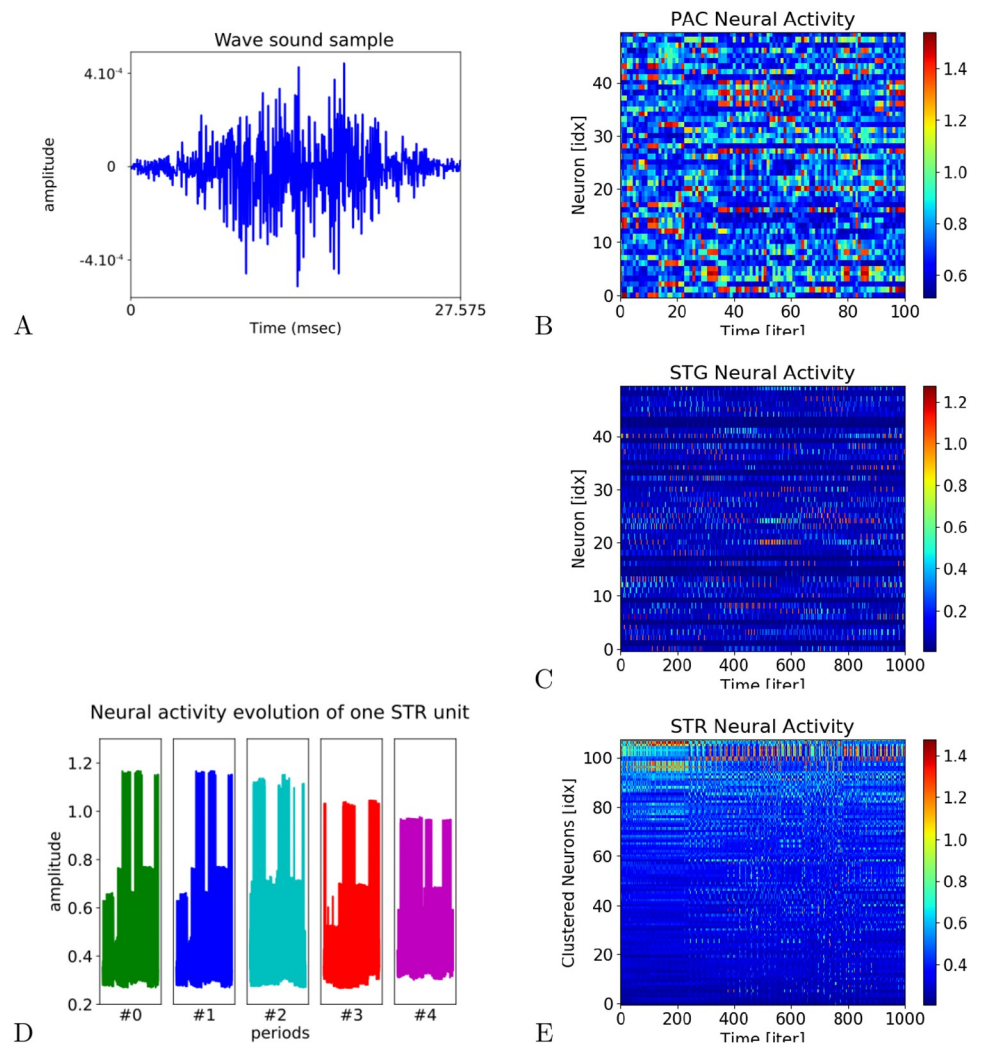 Wave sound sample
amplitude
4.10-4
0
-4.10-4
0
27.575
Time (msec)
A
PAC Neural Activity
Neuron [idx]
40
30
20
10
0
0 20 40 60 80 100
Time [iter]
1.4
1.2
1.0
0.8
0.6
B
STG Neural Activity
Neuron [idx]
40
30
20
10
0
0 200 400 600 800 1000
Time [iter]
1.2
1.0
0.8
0.6
0.4
0.2
C
Neural activity evolution of one STR unit
amplitude
1.2
1.0
0.8
0.6
0.4
0.2
#0 #1 #2 #3 #4
periods
D
STR Neural Activity
Clustered Neurons [idx]
100
80
60
40
20
0
0 200 400 600 800 1000
Time [iter]
1.4
1.2
1.0
0.8
0.6
0.4
E